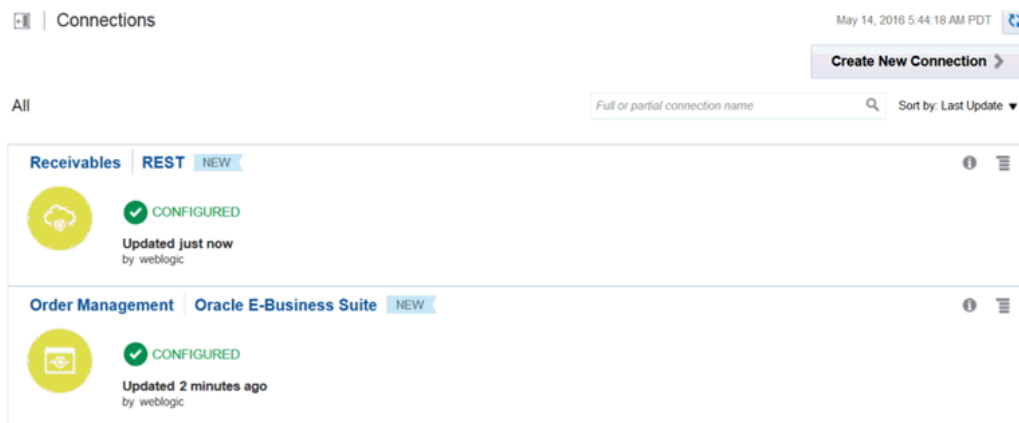 Connections
May 14, 2016 5:44:18 AM PDT
Create New Connection
All
Full or partial connection name
Sort by: Last Update
Receivables REST NEW
CONFIGURED
Updated just now
by weblogic
Order Management Oracle E-Business Suite NEW
CONFIGURED
Updated 2 minutes ago
by weblogic